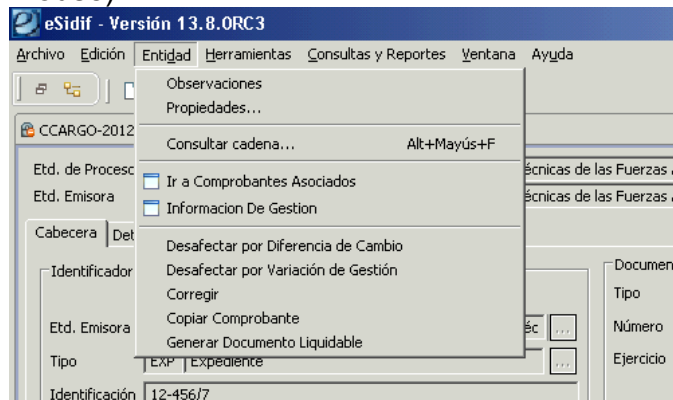 eSidif - Versión 13.8.0RC3
Archivo Edición Entidad Herramientas Consultas y Reportes Ventana Ayuda
Observaciones
Propiedades...
CCARGO-2012
Consultar cadena... Alt+Mayús+F
Etd. de Proceso écnicas de las Fuerzas
Ir a Comprobantes Asociados
Etd. Emisora écnicas de las Fuerzas
Informacion De Gestion
Cabecera Det
Desafectar por Diferencia de Cambio
Identificador Desafectar por Variación de Gestión Documen
Corregir Tipo
Copiar Comprobante
Etd. Emisora éc ... Número
Generar Documento Liquidable
Tipo EXP Expediente ... Ejercicio
Identificación 12-456/7